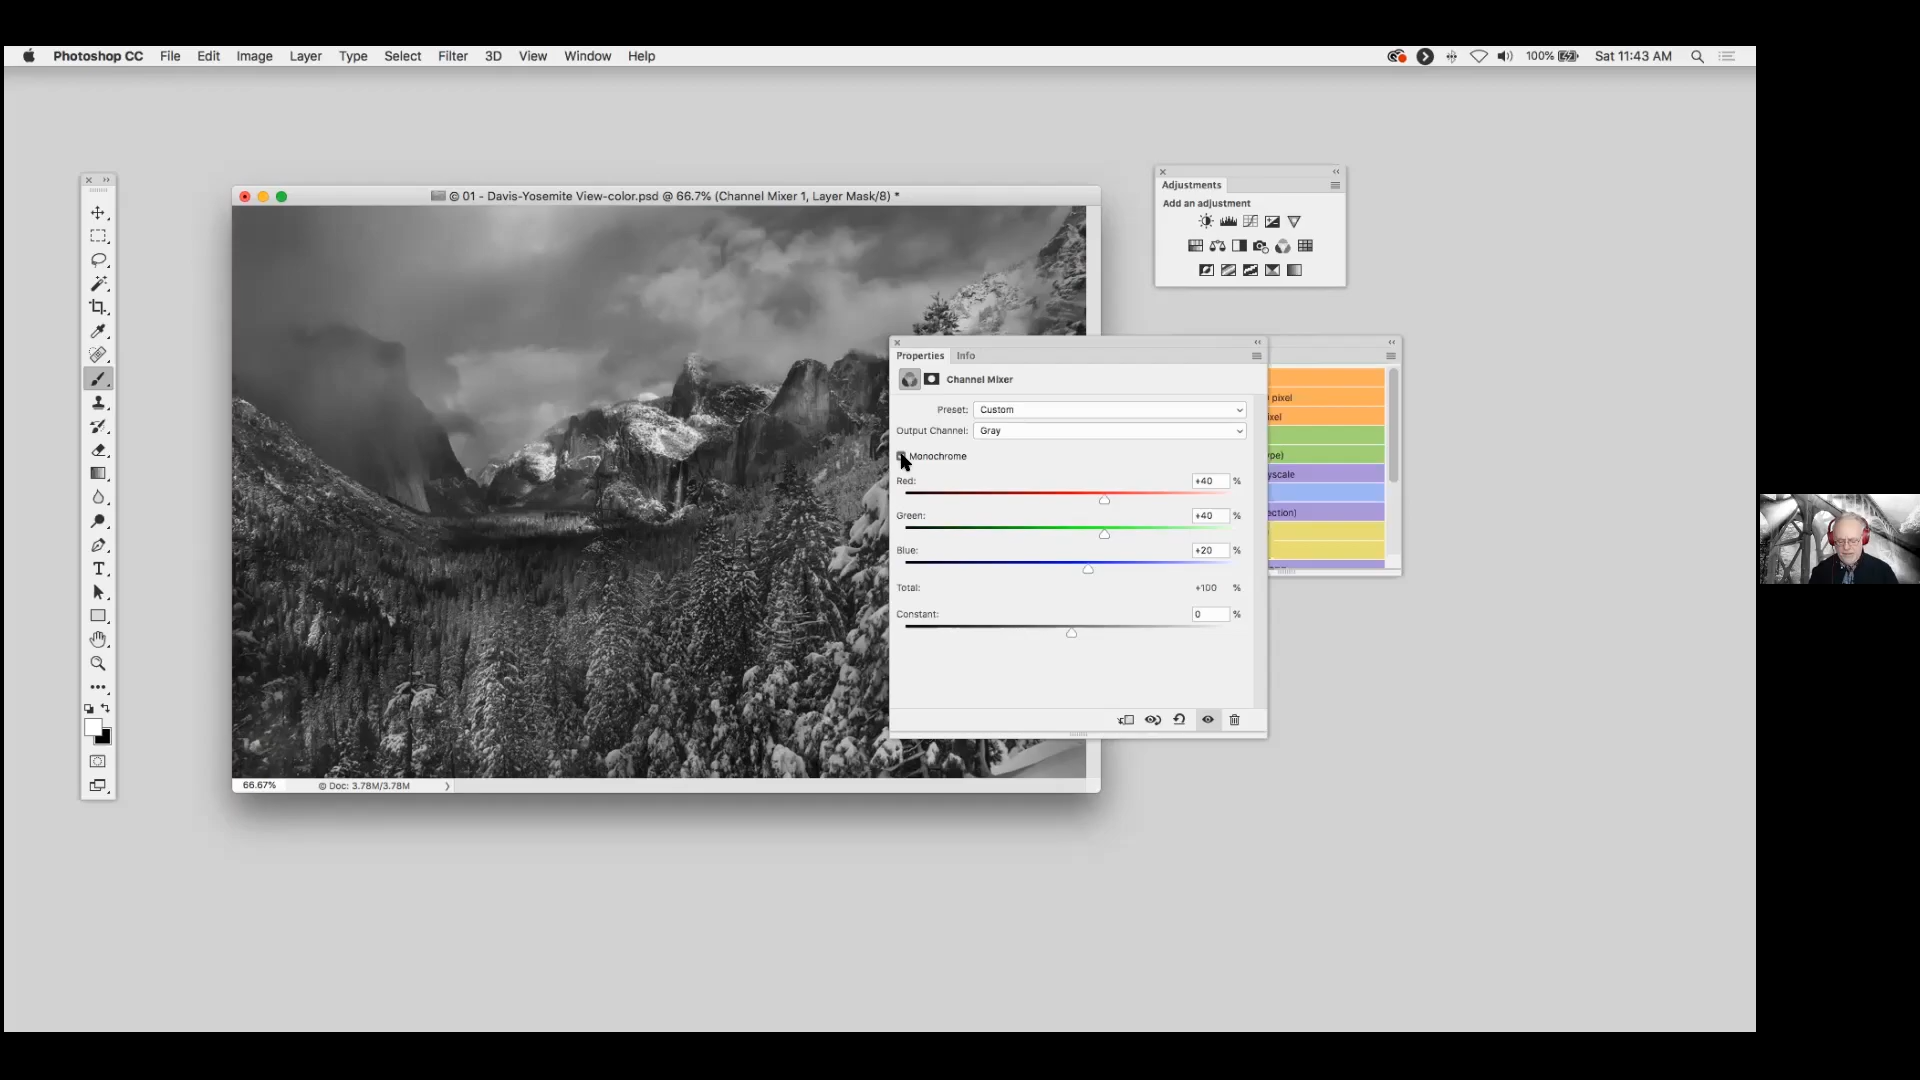 Photoshop CC File Edit Image Layer Type Select Filter 3D View Window Help 100% Sat 11:43 AM
© 01 - Davis-Yosemite View-color.psd @ 66.7% (Channel Mixer 1, Layer Mask/8) *
Adjustments
Add an adjustment
Properties Info
Channel Mixer
Preset: Custom
Output Channel: Gray
Monochrome
Red: +40 %
Green: +40 %
Blue: +20 %
Total: +100 %
Constant: 0 %
pixel
xel
ype)
yscale
ection)
T
66.67% © Doc: 3.78M/3.78M